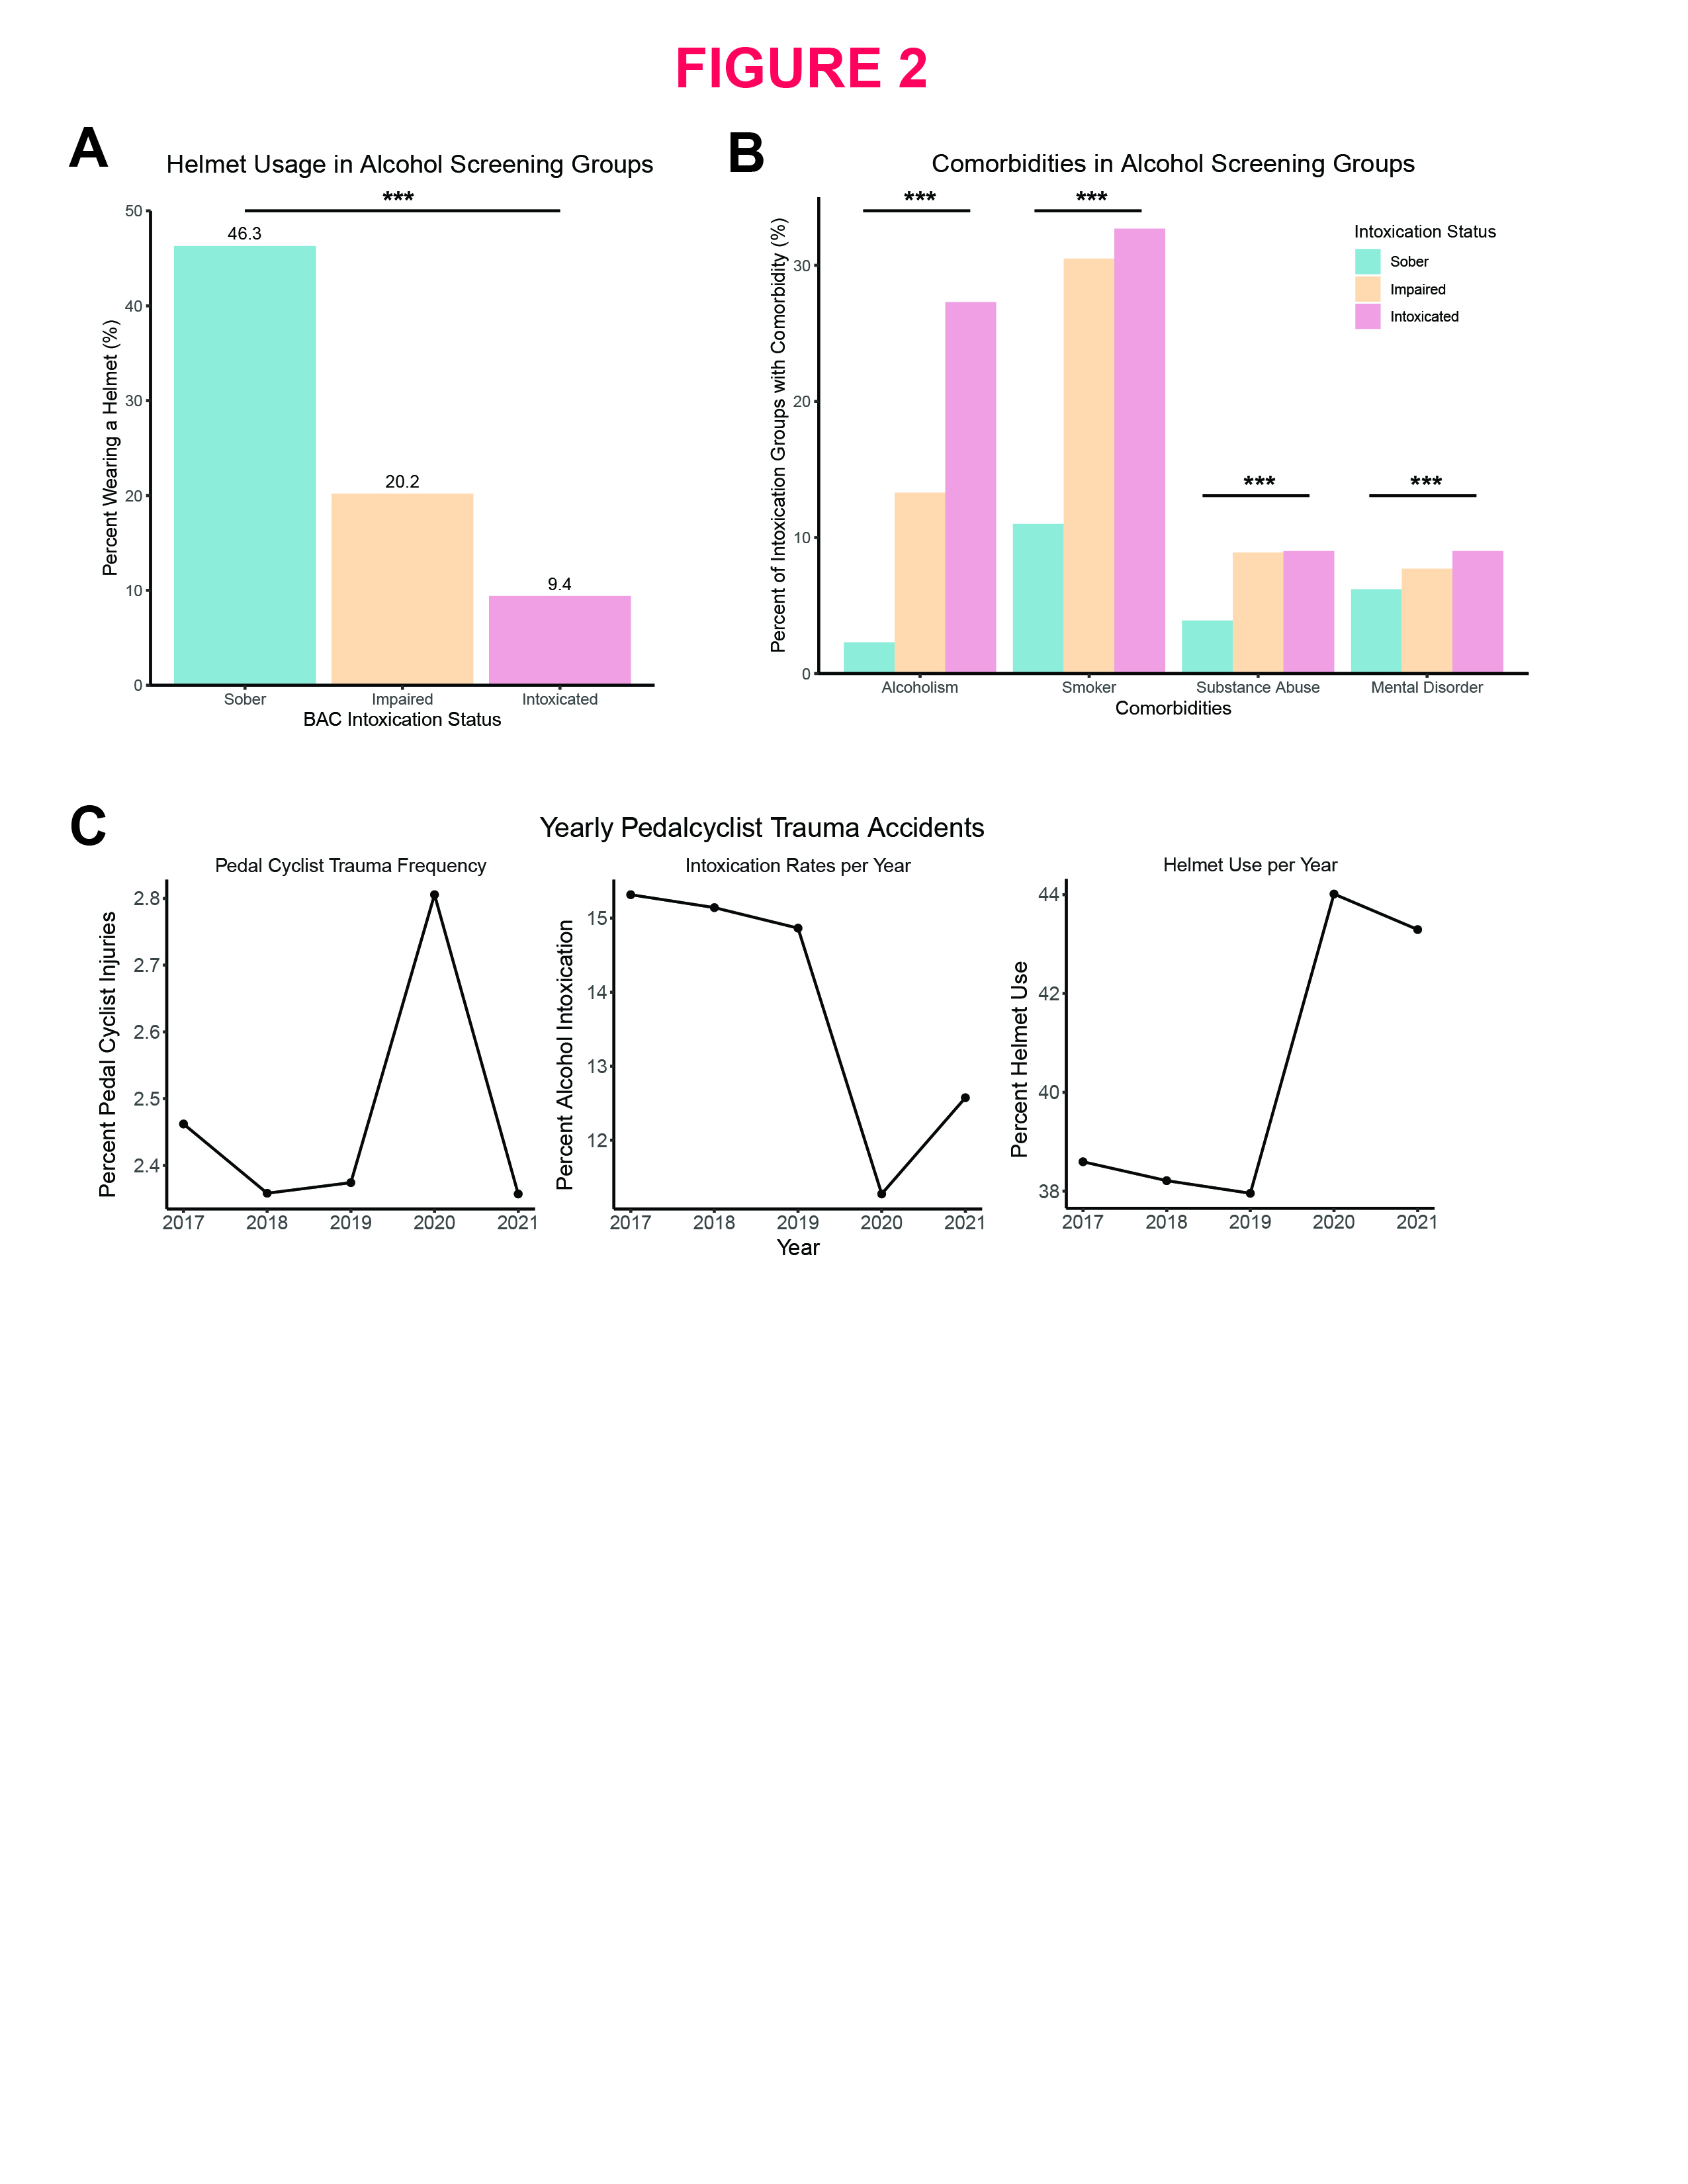 FIGURE 2
A
Helmet Usage in Alcohol Screening Groups
***
Percent Wearing a Helmet (%)
50
40
30
20
10
0
46.3
20.2
9.4
Sober Impaired Intoxicated
BAC Intoxication Status
B
Comorbidities in Alcohol Screening Groups
*** ***
*** ***
Percent of Intoxication Groups with Comorbidity (%)
30
20
10
0
Intoxication Status
Sober
Impaired
Intoxicated
Alcoholism Smoker Substance Abuse Mental Disorder
Comorbidities
C
Yearly Pedalcyclist Trauma Accidents
Pedal Cyclist Trauma Frequency
Percent Pedal Cyclist Injuries
2.8
2.7
2.6
2.5
2.4
2017 2018 2019 2020 2021
Intoxication Rates per Year
Percent Alcohol Intoxication
15
14
13
12
2017 2018 2019 2020 2021
Year
Helmet Use per Year
Percent Helmet Use
44
42
40
38
2017 2018 2019 2020 2021